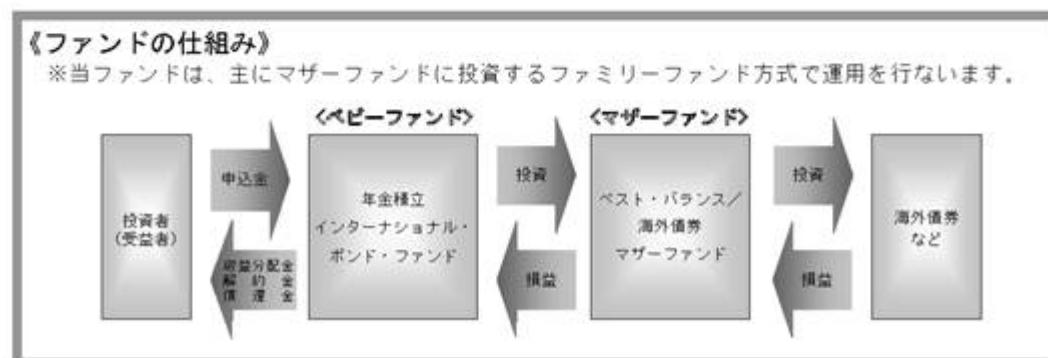 《ファンドの仕組み》
※当ファンドは、主にマザーファンドに投資するファミリーファンド方式で運用を行ないます。
〈ベビーファンド〉
〈マザーファンド〉
投資者
(受益者)
申込金
収益分配金
解約金
償還金
年金積立
インターナショナル・
ボンド・ファンド
投資
損益
ベスト・バランス/
海外債券
マザーファンド
投資
損益
海外債券
など